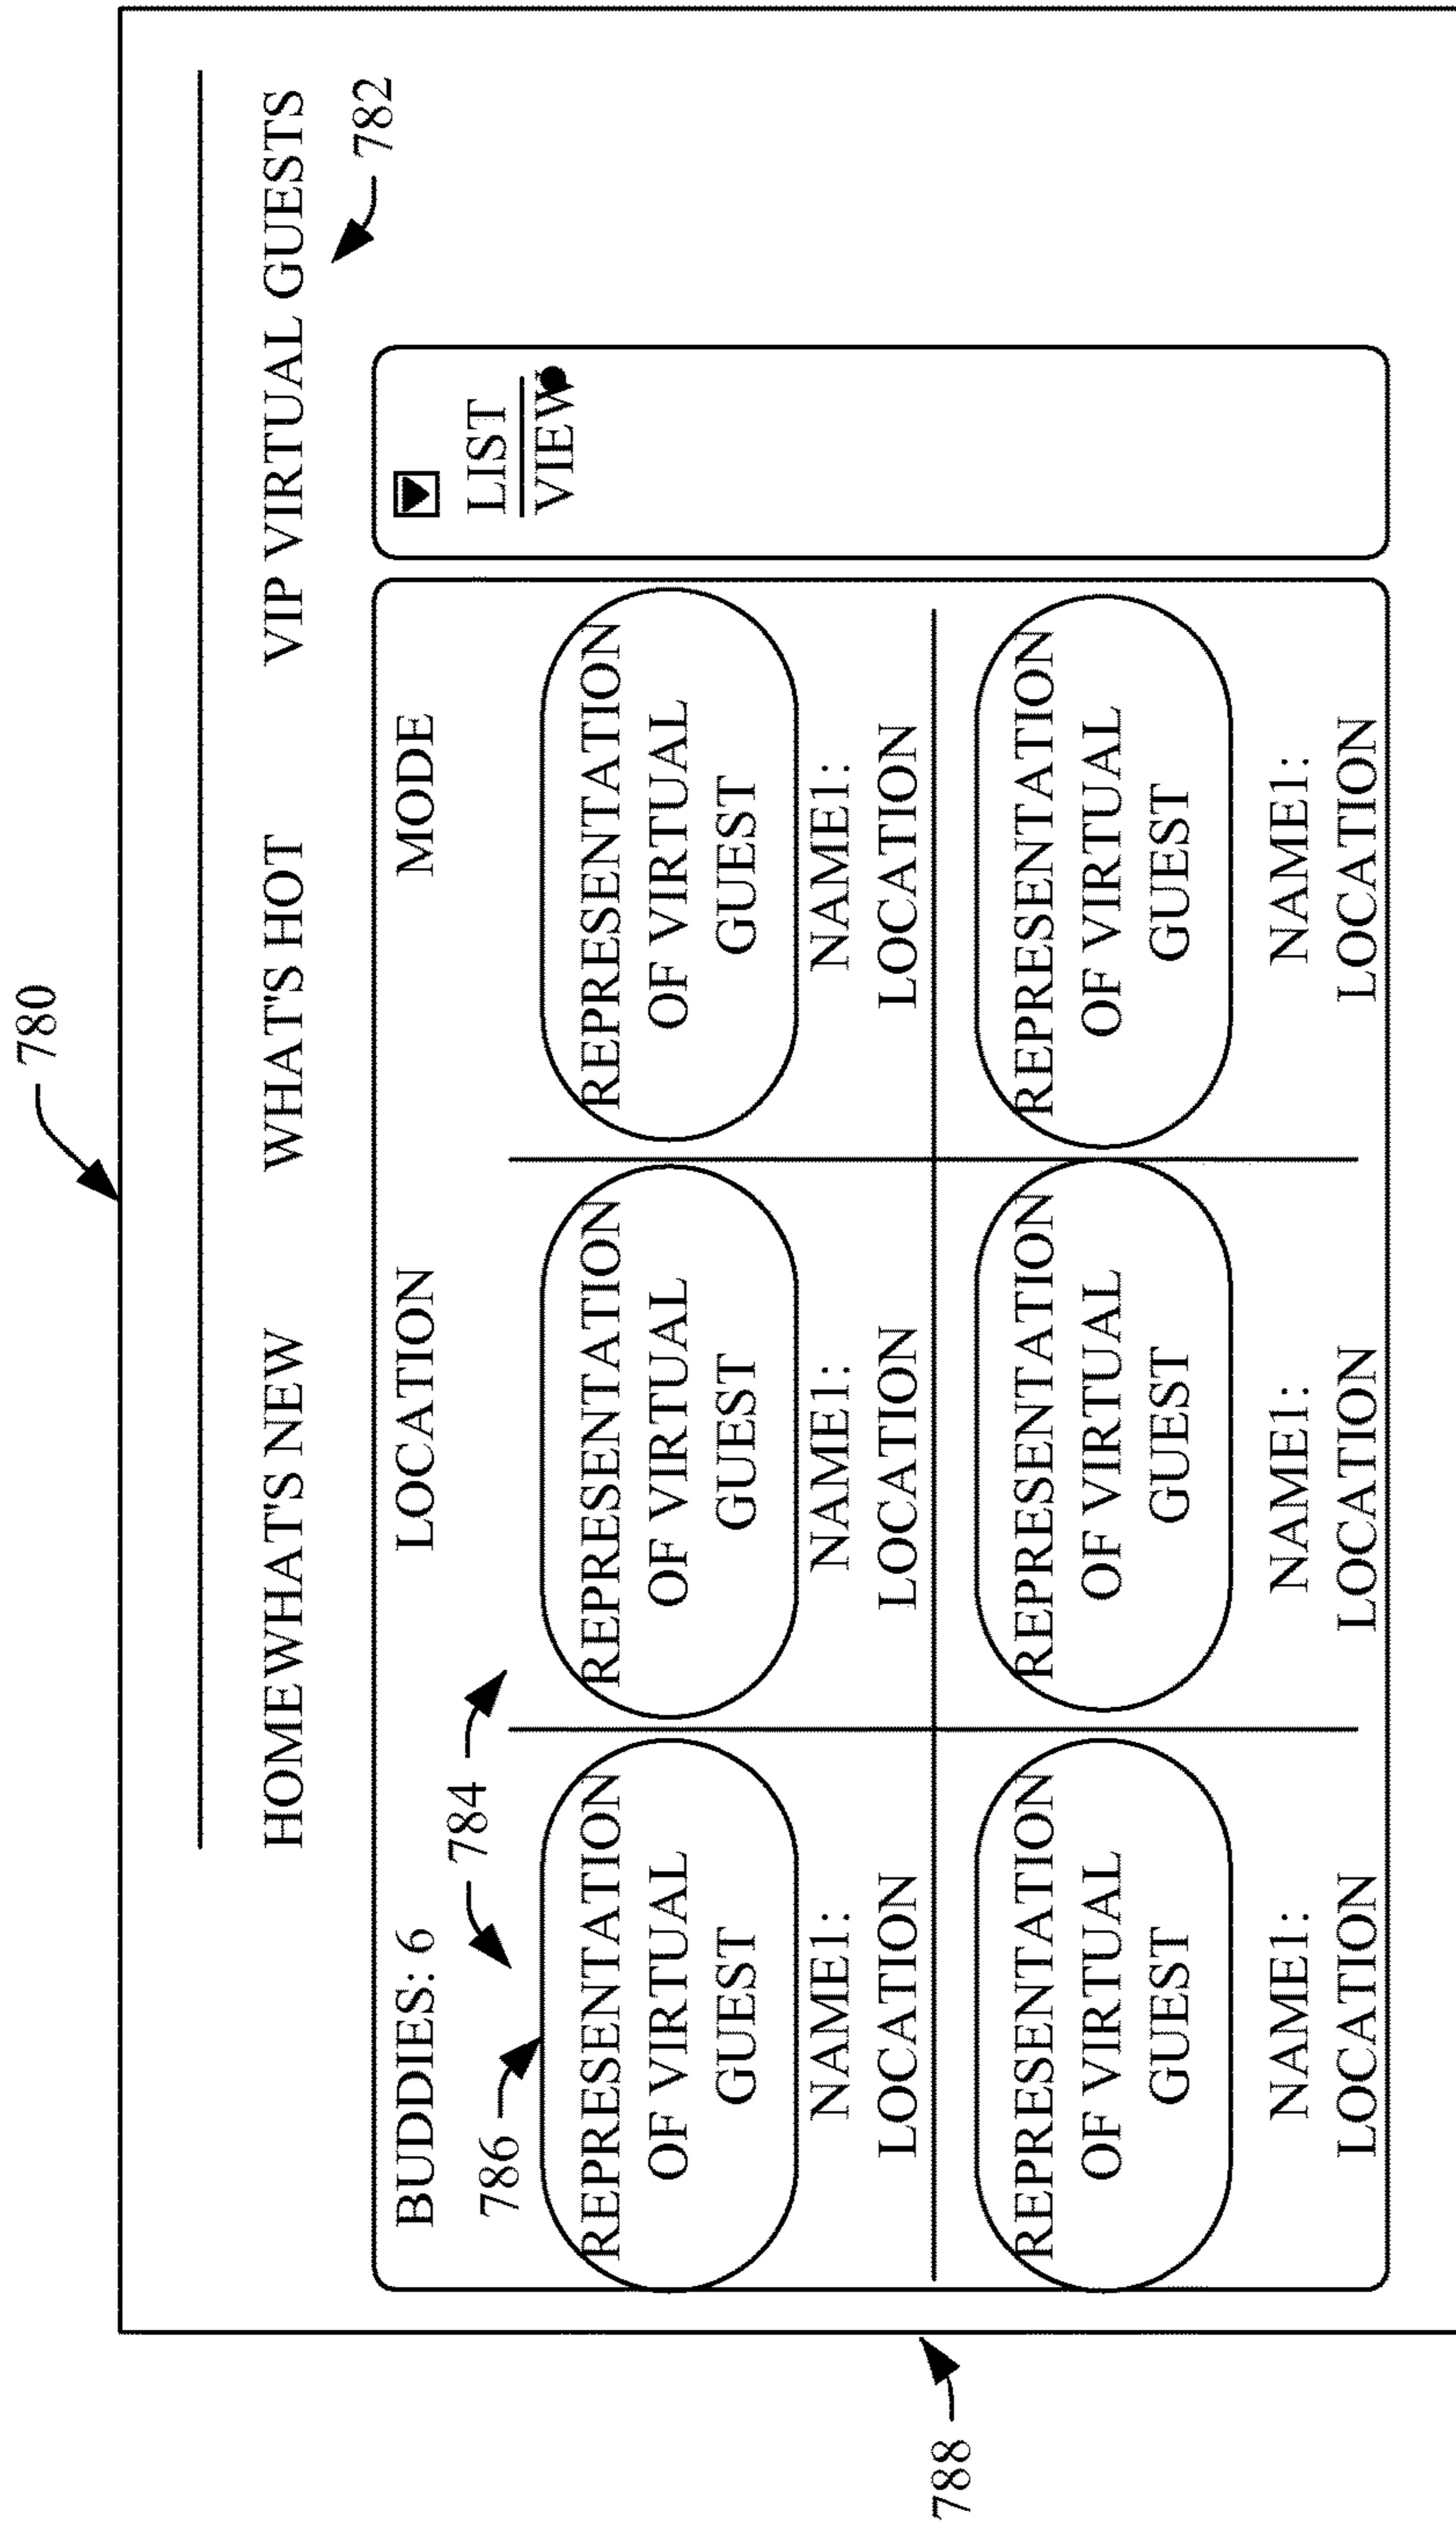 780
HOMEWHAT'S NEW WHAT'S HOT VIP VIRTUAL GUESTS
782
BUDDIES: 6 LOCATION MODE
784
786
LIST
VIEW
REPRESENTATION REPRESENTATION REPRESENTATION
OF VIRTUAL OF VIRTUAL OF VIRTUAL
GUEST GUEST GUEST
NAME1: NAME1: NAME1:
LOCATION LOCATION LOCATION
788
REPRESENTATION REPRESENTATION REPRESENTATION
OF VIRTUAL OF VIRTUAL OF VIRTUAL
GUEST GUEST GUEST
NAME1: NAME1: NAME1:
LOCATION LOCATION LOCATION